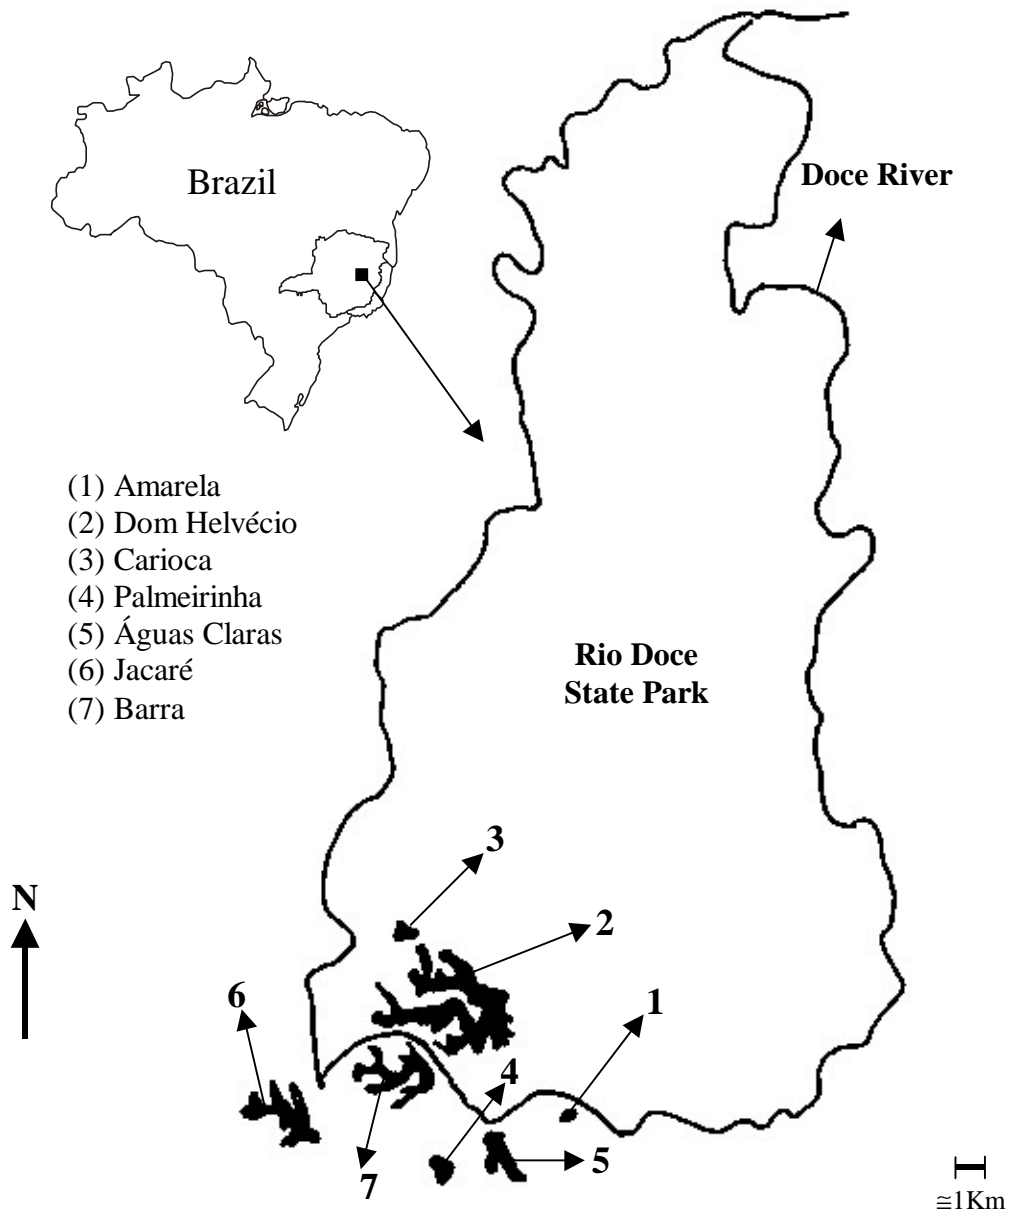 Brazil
Doce River
(1) Amarela
(2) Dom Helvécio
(3) Carioca
(4) Palmeirinha
(5) Águas Claras
(6) Jacaré
(7) Barra
Rio Doce
State Park
3
N
2
6
1
4
5
7
≅1Km